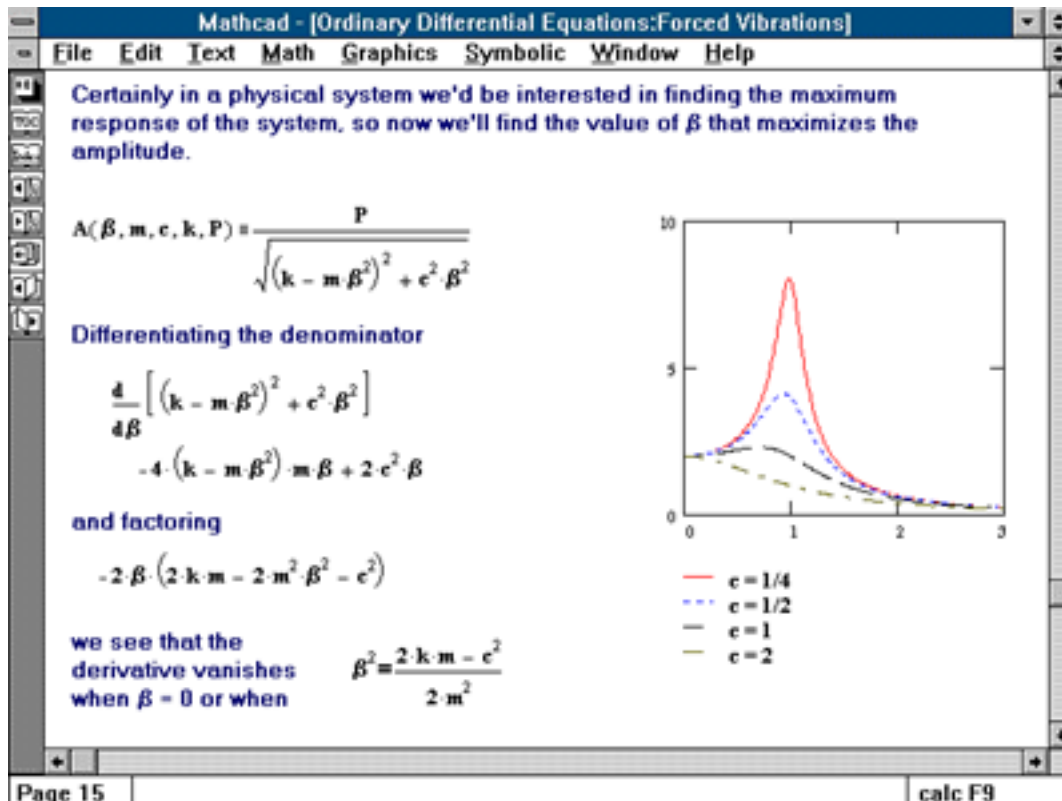 Mathcad - [Ordinary Differential Equations:Forced Vibrations]
File Edit Text Math Graphics Symbolic Window Help
Certainly in a physical system we'd be interested in finding the maximum
response of the system, so now we'll find the value of β that maximizes the
amplitude.
A(β, m, c, k, P) = P / √((k - m·β²)² + c²·β²)
Differentiating the denominator
d/dβ [(k - m·β²)² + c²·β²]
-4·(k - m·β²)·m·β + 2·c²·β
and factoring
-2·β·(2·k·m - 2·m²·β² - c²)
we see that the
derivative vanishes
when β = 0 or when
β² = (2·k·m - c²) / (2·m²)
10
5
0
0 1 2 3
c = 1/4
c = 1/2
c = 1
c = 2
Page 15
calc F9